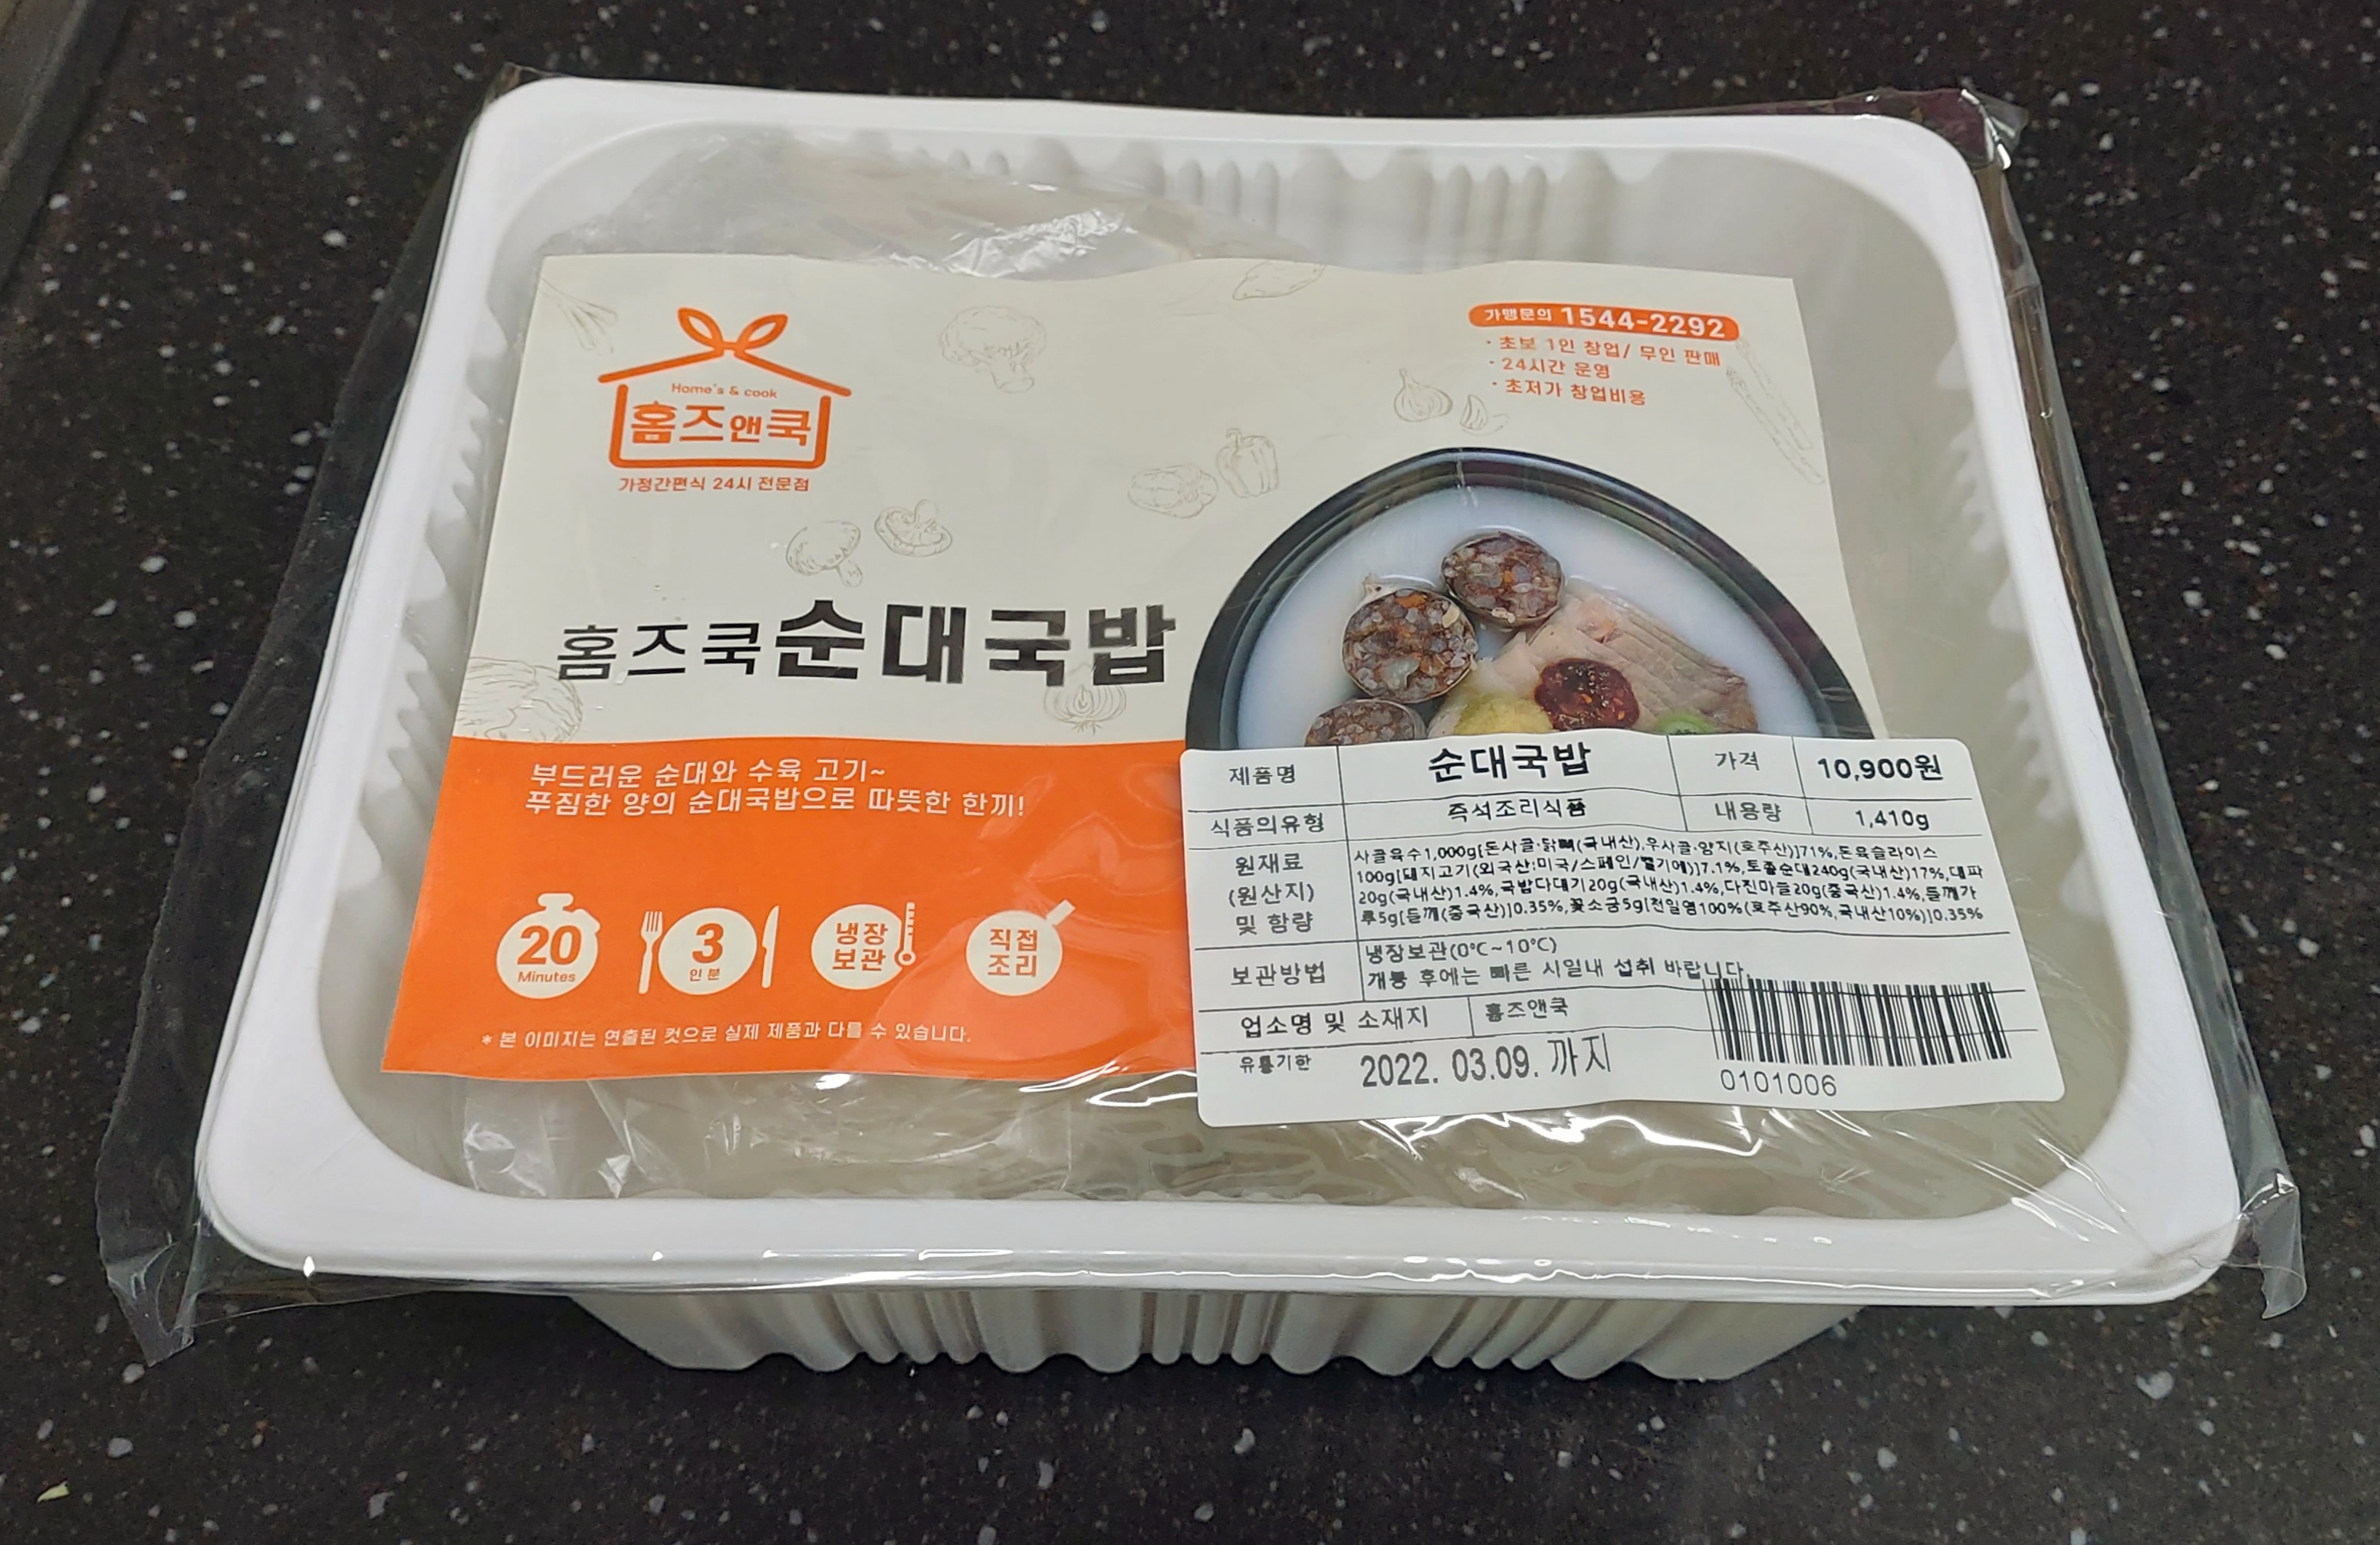 Home's & cook
홈즈앤쿡
가정간편식 24시 전문점
가맹문의 1544-2292
· 초보 1인 창업/ 무인 판매
· 24시간 운영
· 초저가 창업비용
홈즈쿡순대국밥
부드러운 순대와 수육 고기~
푸짐한 양의 순대국밥으로 따뜻한 한끼!
20 Minutes
3 인분
냉장 보관
직접 조리
* 본 이미지는 연출된 컷으로 실제 제품과 다를 수 있습니다.
제품명 순대국밥 가격 10,900원
식품의유형 즉석조리식품 내용량 1,410g
원재료 (원산지) 및 함량
사골육수1,000g[돈사골·닭뼈(국내산),우사골·양지(호주산)]71%,돈육슬라이스
100g[돼지고기(외국산:미국/스페인/벨기에)]7.1%,토종순대240g(국내산)17%,대파
20g(국내산)1.4%,국밥다대기20g(국내산)1.4%,다진마늘20g(중국산)1.4%,들깨가
루5g[들깨(중국산)]0.35%,꽃소금5g[천일염100%(호주산90%,국내산10%)]0.35%
보관방법
냉장보관(0°C~10°C)
개봉 후에는 빠른 시일내 섭취 바랍니다.
업소명 및 소재지 홈즈앤쿡
유통기한 2022. 03.09. 까지
0101006